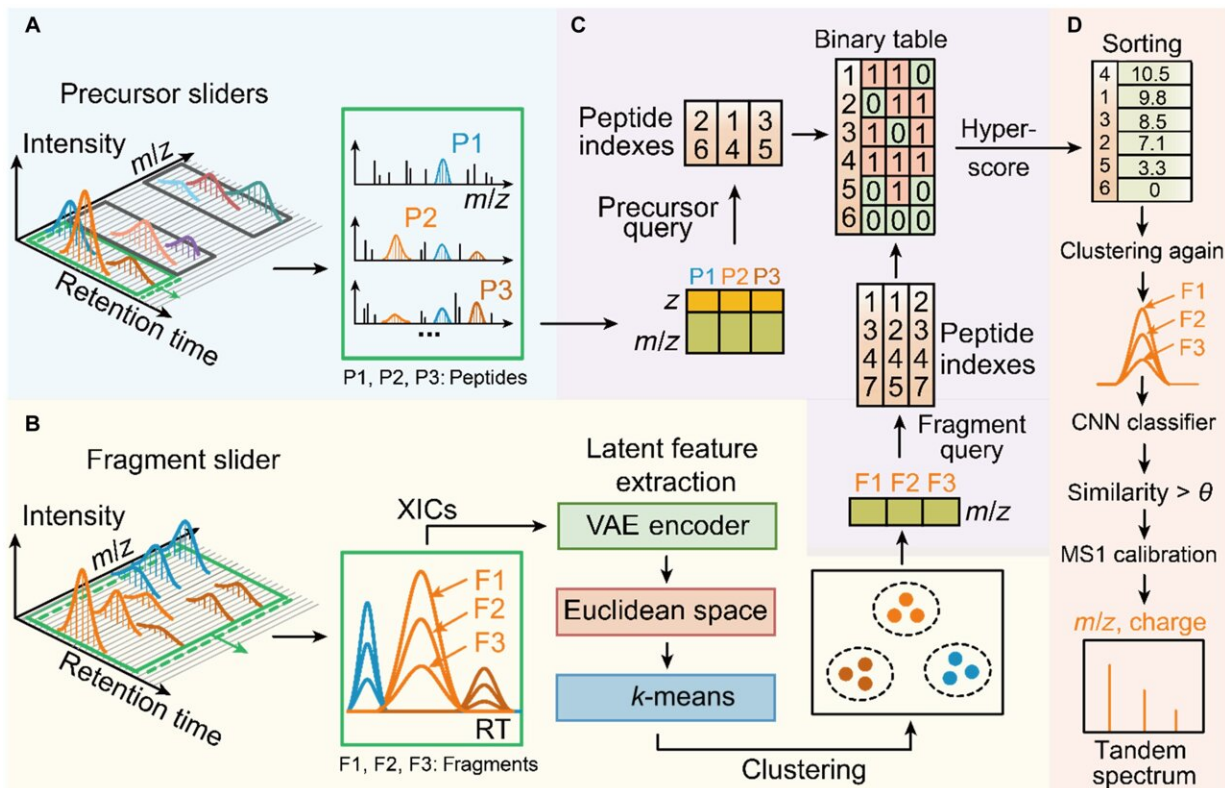 A
Precursor sliders
Intensity
m/z
Retention time
P1
m/z
P2
P3
...
P1, P2, P3: Peptides
B
Fragment slider
Intensity
m/z
Retention time
XICs
F1
F2
F3
RT
F1, F2, F3: Fragments
Latent feature
extraction
VAE encoder
Euclidean space
k-means
Clustering
C
Peptide
indexes
2 1 3
6 4 5
Precursor
query
P1 P2 P3
z
m/z
Binary table
1 1 1 0
2 0 1 1
3 1 0 1
4 1 1 1
5 0 1 0
6 0 0 0
Hyper-
score
1 1 2
3 2 3
4 4 4
7 5 7
Peptide
indexes
Fragment
query
F1 F2 F3
m/z
D
Sorting
4 10.5
1 9.8
3 8.5
2 7.1
5 3.3
6 0
Clustering again
F1
F2
F3
CNN classifier
Similarity > θ
MS1 calibration
m/z, charge
Tandem
spectrum